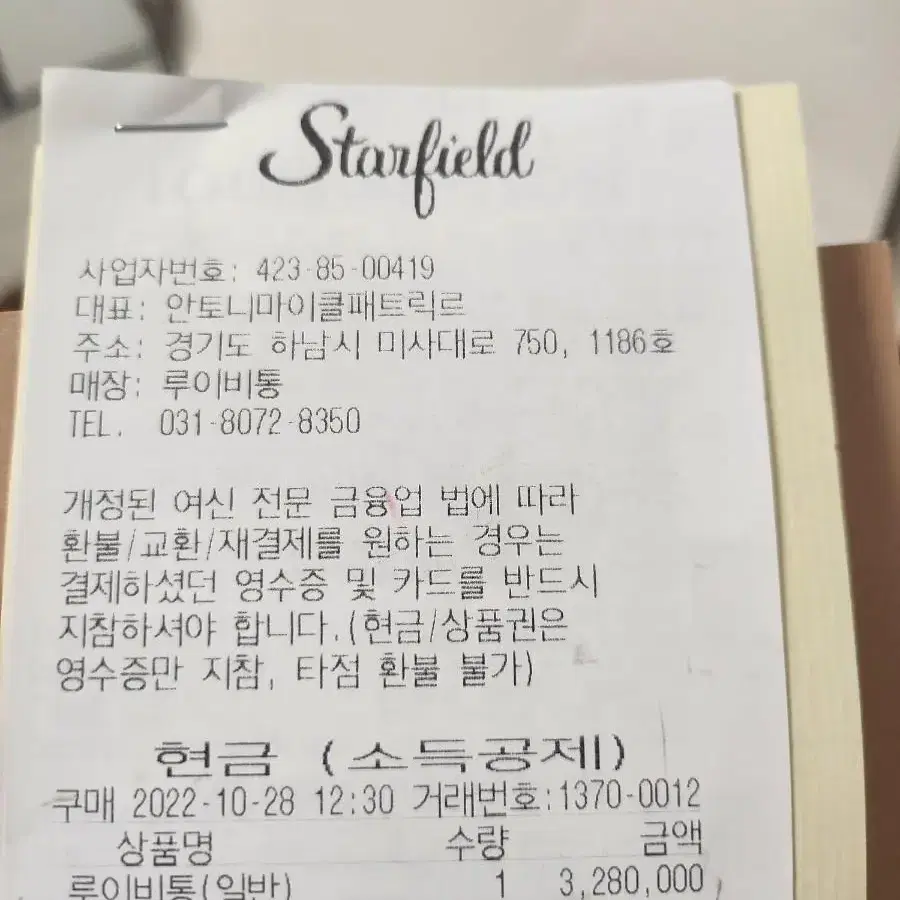 Starfield
사업자번호: 423-85-00419
대표: 안토니마이클패트릭르
주소: 경기도 하남시 미사대로 750, 1186호
매장: 루이비통
TEL. 031-8072-8350
개정된 여신 전문 금융업 법에 따라
환불/교환/재결제를 원하는 경우는
결제하셨던 영수증 및 카드를 반드시
지참하셔야 합니다.(현금/상품권은
영수증만 지참, 타점 환불 불가)
현금 (소득공제)
구매 2022-10-28 12:30 거래번호:1370-0012
상품명 수량 금액
루이비통(일반) 1 3,280,000